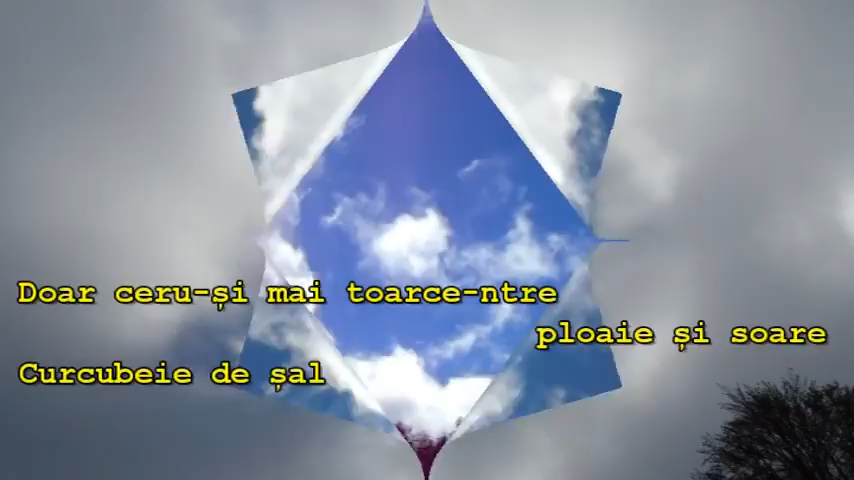 Doar ceru-și mai toarce-ntre
ploaie și soare
Curcubeie de șal